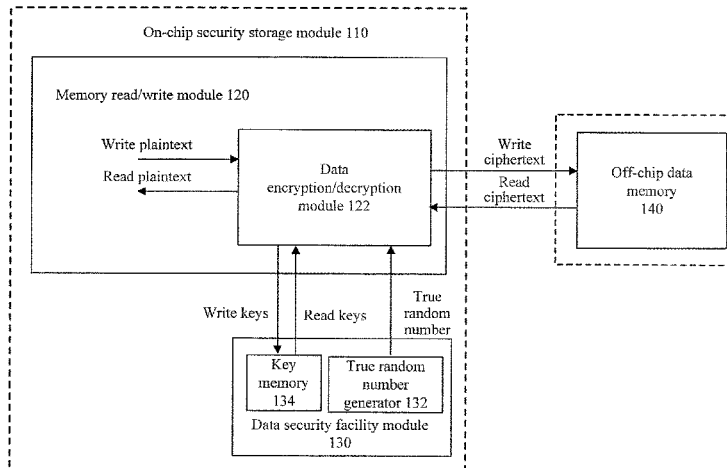 On-chip security storage module 110
Memory read/write module 120
Write plaintext
Read plaintext
Data
encryption/decryption
module 122
Write
ciphertext
Read
ciphertext
Off-chip data
memory
140
Write keys
Read keys
True
random
number
Key
memory
134
True random
number
generator 132
Data security facility module
130